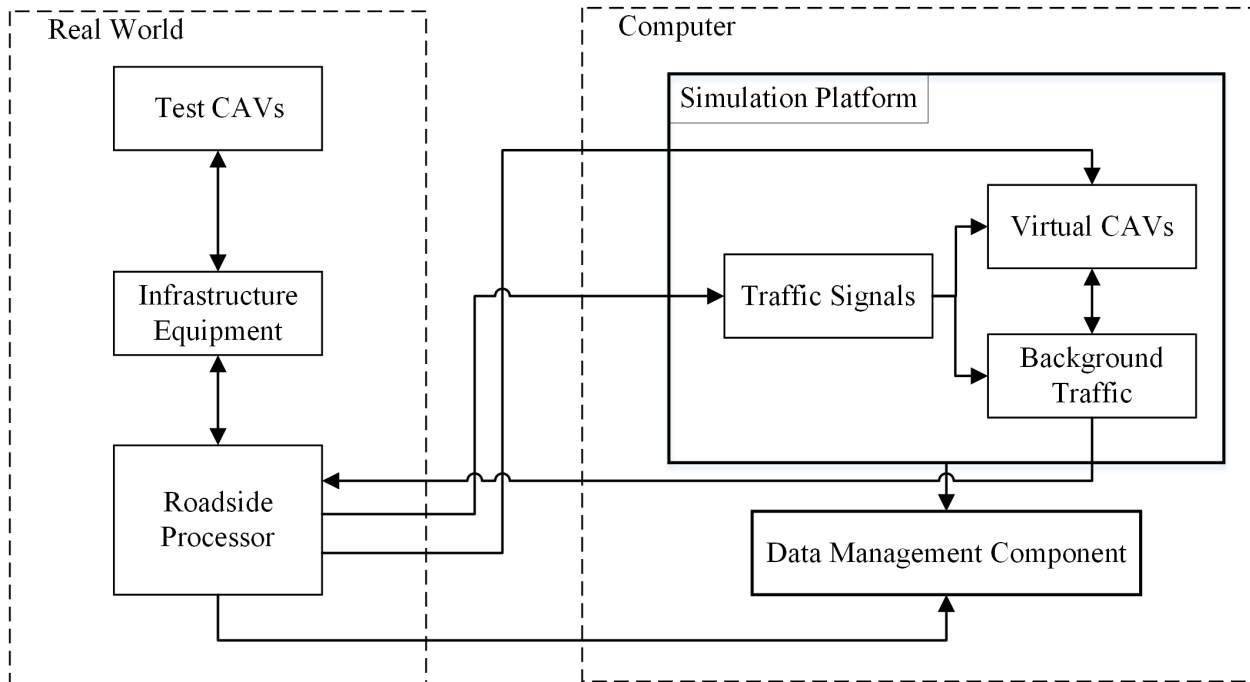 Real World
Test CAVs
Infrastructure
Equipment
Roadside
Processor
Computer
Simulation Platform
Virtual CAVs
Traffic Signals
Background
Traffic
Data Management Component